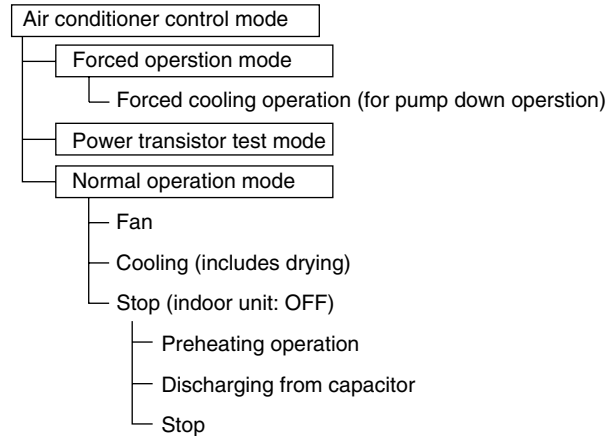 Air conditioner control mode
Forced operstion mode
Forced cooling operation (for pump down operstion)
Power transistor test mode
Normal operation mode
Fan
Cooling (includes drying)
Stop (indoor unit: OFF)
Preheating operation
Discharging from capacitor
Stop